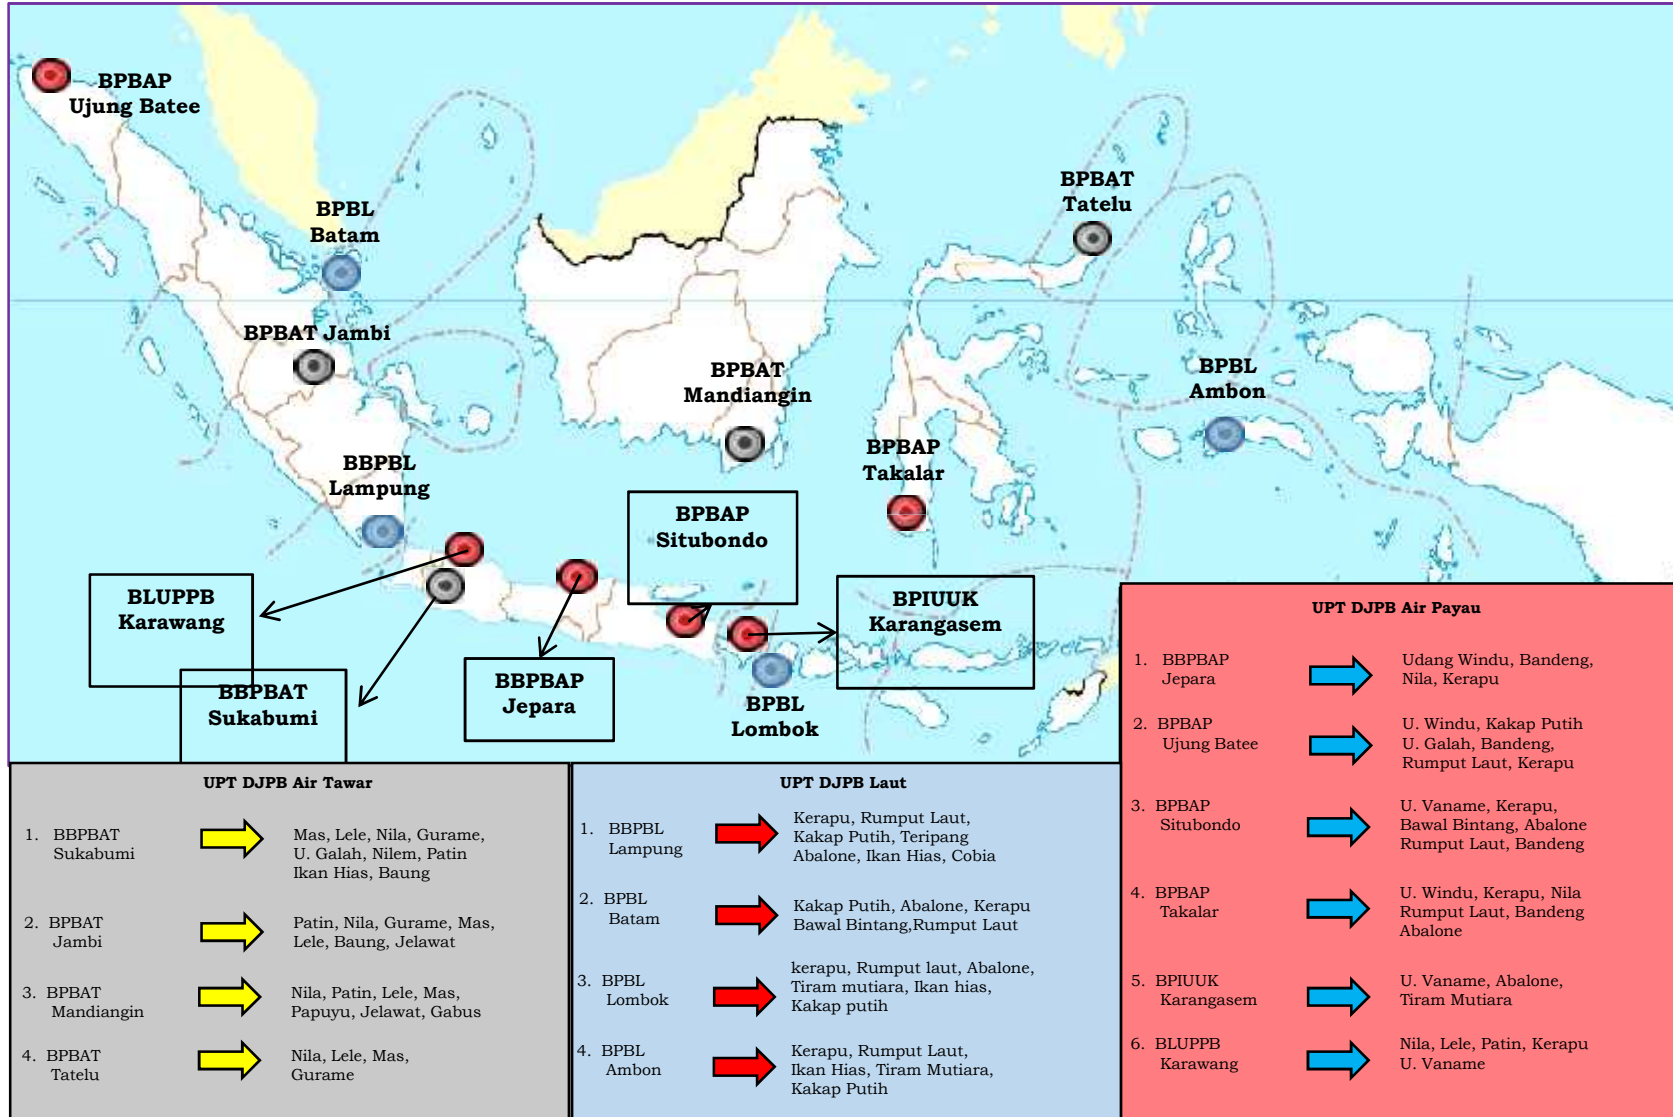 BPBAP
Ujung Batee
BPBL
Batam
BPBAT
Tatelu
BPBAT Jambi
BPBAT
Mandiangin
BPBL
Ambon
BBPBL
Lampung
BPBAP
Takalar
BPBAP
Situbondo
BLUPPB
Karawang
BPIUUK
Karangasem
BBPBAT
Sukabumi
BBPBAP
Jepara
BPBL
Lombok
UPT DJPB Air Tawar
1. BBPBAT
Sukabumi
Mas, Lele, Nila, Gurame,
U. Galah, Nilem, Patin
Ikan Hias, Baung
2. BPBAT
Jambi
Patin, Nila, Gurame, Mas,
Lele, Baung, Jelawat
3. BPBAT
Mandiangin
Nila, Patin, Lele, Mas,
Papuyu, Jelawat, Gabus
4. BPBAT
Tatelu
Nila, Lele, Mas,
Gurame
UPT DJPB Laut
1. BBPBL
Lampung
Kerapu, Rumput Laut,
Kakap Putih, Teripang
Abalone, Ikan Hias, Cobia
2. BPBL
Batam
Kakap Putih, Abalone, Kerapu
Bawal Bintang,Rumput Laut
3. BPBL
Lombok
kerapu, Rumput laut, Abalone,
Tiram mutiara, Ikan hias,
Kakap putih
4. BPBL
Ambon
Kerapu, Rumput Laut,
Ikan Hias, Tiram Mutiara,
Kakap Putih
UPT DJPB Air Payau
1. BBPBAP
Jepara
Udang Windu, Bandeng,
Nila, Kerapu
2. BPBAP
Ujung Batee
U. Windu, Kakap Putih
U. Galah, Bandeng,
Rumput Laut, Kerapu
3. BPBAP
Situbondo
U. Vaname, Kerapu,
Bawal Bintang, Abalone
Rumput Laut, Bandeng
4. BPBAP
Takalar
U. Windu, Kerapu, Nila
Rumput Laut, Bandeng
Abalone
5. BPIUUK
Karangasem
U. Vaname, Abalone,
Tiram Mutiara
6. BLUPPB
Karawang
Nila, Lele, Patin, Kerapu
U. Vaname